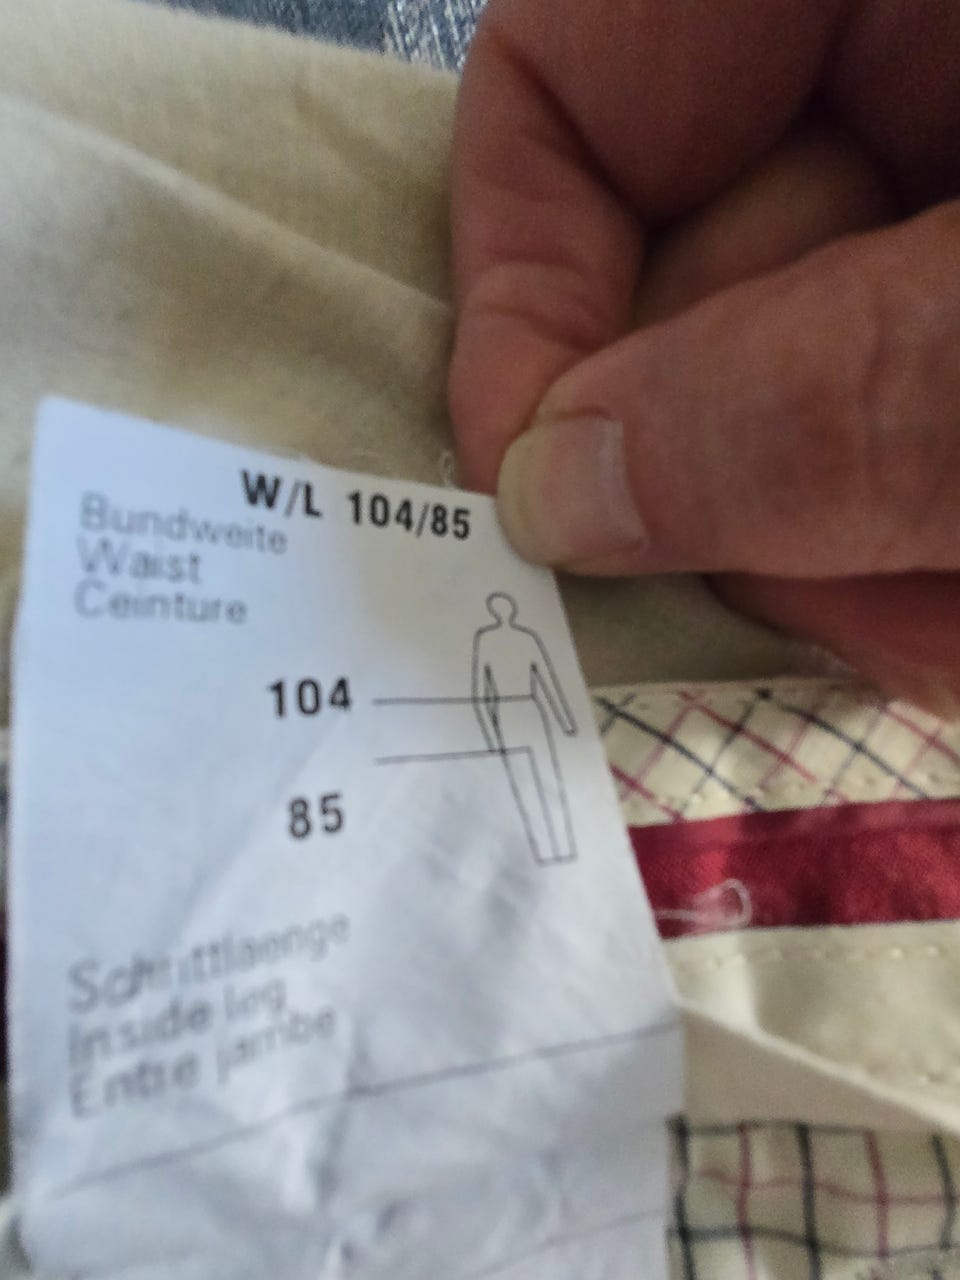 W/L 104/85
Bundweite
Waist
Ceinture
104
85
Schrittlaenge
Inside leg
Entre jambe